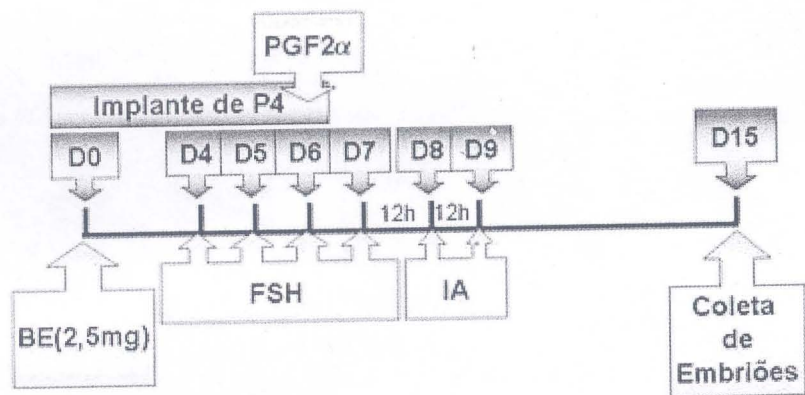 PGF2α
Implante de P4
D0 D4 D5 D6 D7 D8 D9 D15
12h 12h
BE(2,5mg) FSH IA Coleta
de
Embriões